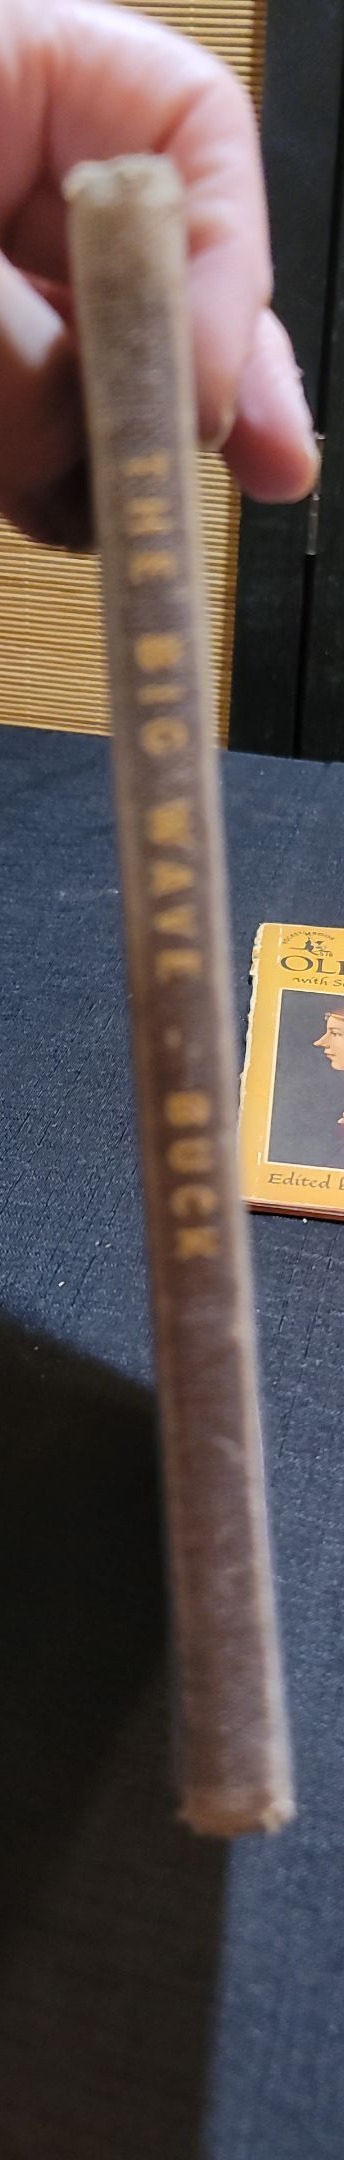 THE BIG WAVE - BUCK
OL
with S
Edited